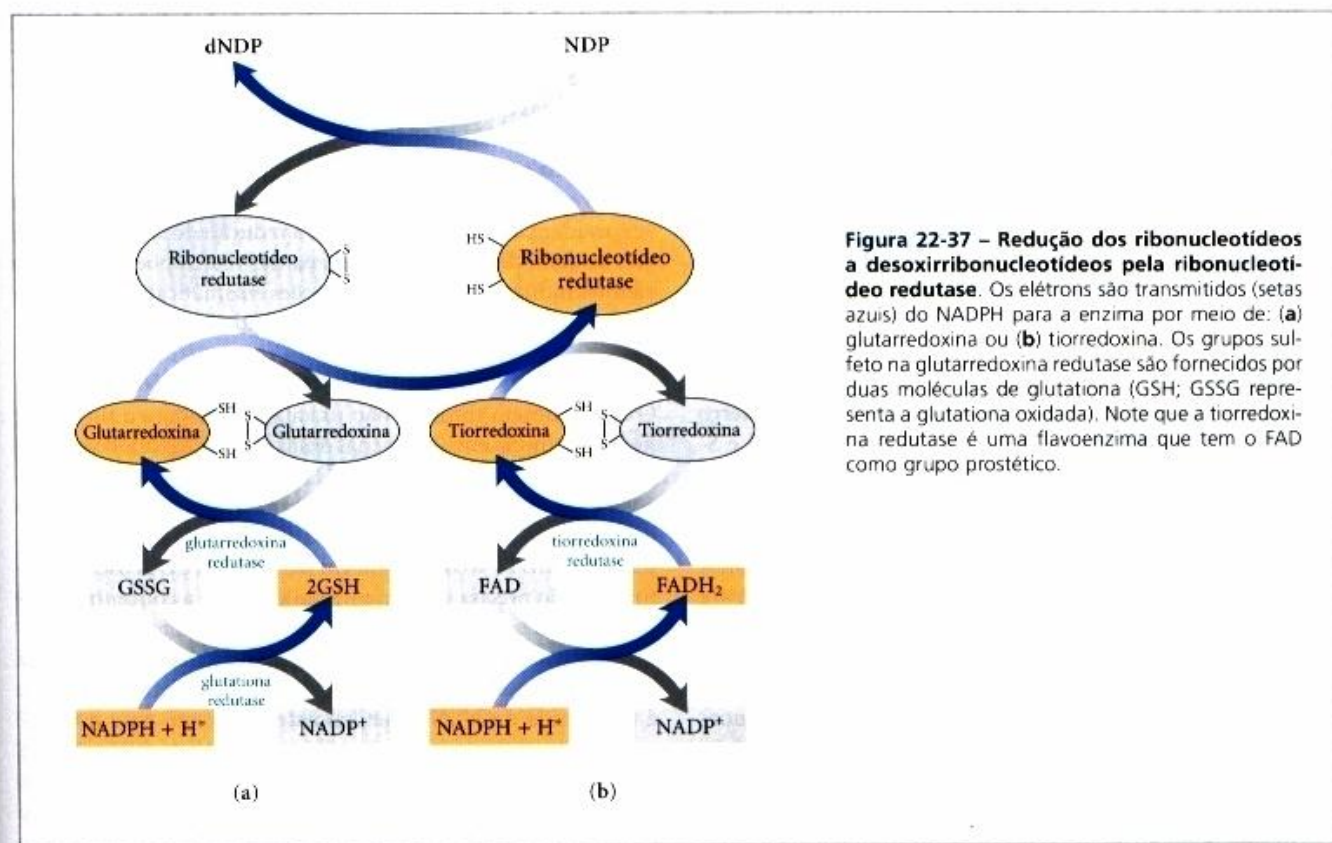 dNDP
NDP
Ribonucleotídeo
redutase
S
S
HS
HS
Ribonucleotídeo
redutase
Glutarredoxina
SH
SH
S
S
Glutarredoxina
Tiorredoxina
SH
SH
S
S
Tiorredoxina
glutarredoxina
redutase
tiorredoxina
redutase
GSSG
2GSH
FAD
FADH₂
glutationa
redutase
NADPH + H⁺
NADP⁺
NADPH + H⁺
NADP⁺
(a)
(b)
Figura 22-37 – Redução dos ribonucleotídeos
a desoxirribonucleotídeos pela ribonucleotí-
deo redutase. Os elétrons são transmitidos (setas
azuis) do NADPH para a enzima por meio de: (a)
glutarredoxina ou (b) tiorredoxina. Os grupos sul-
feto na glutarredoxina redutase são fornecidos por
duas moléculas de glutationa (GSH; GSSG repre-
senta a glutationa oxidada). Note que a tiorredoxi-
na redutase é uma flavoenzima que tem o FAD
como grupo prostético.